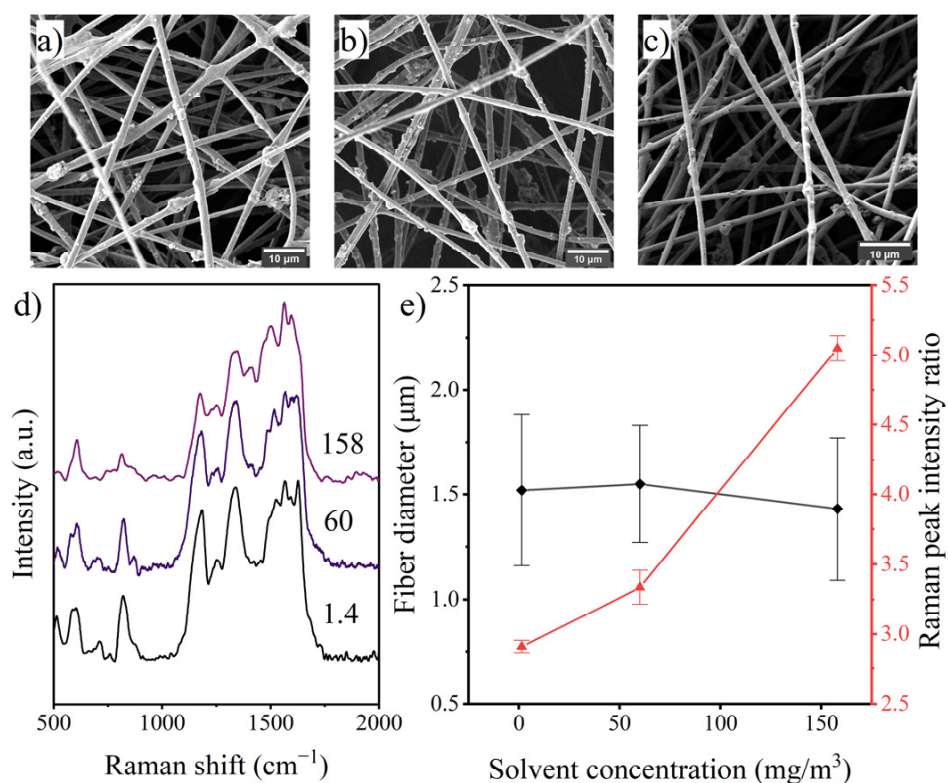 a)
b)
c)
10 µm
10 µm
10 µm
d)
158
60
1.4
Intensity (a.u.)
500
1000
1500
2000
Raman shift (cm⁻¹)
e)
2.5
2.0
1.5
1.0
0.5
Fiber diameter (µm)
5.5
5.0
4.5
4.0
3.5
3.0
2.5
Raman peak intensity ratio
0
50
100
150
Solvent concentration (mg/m³)